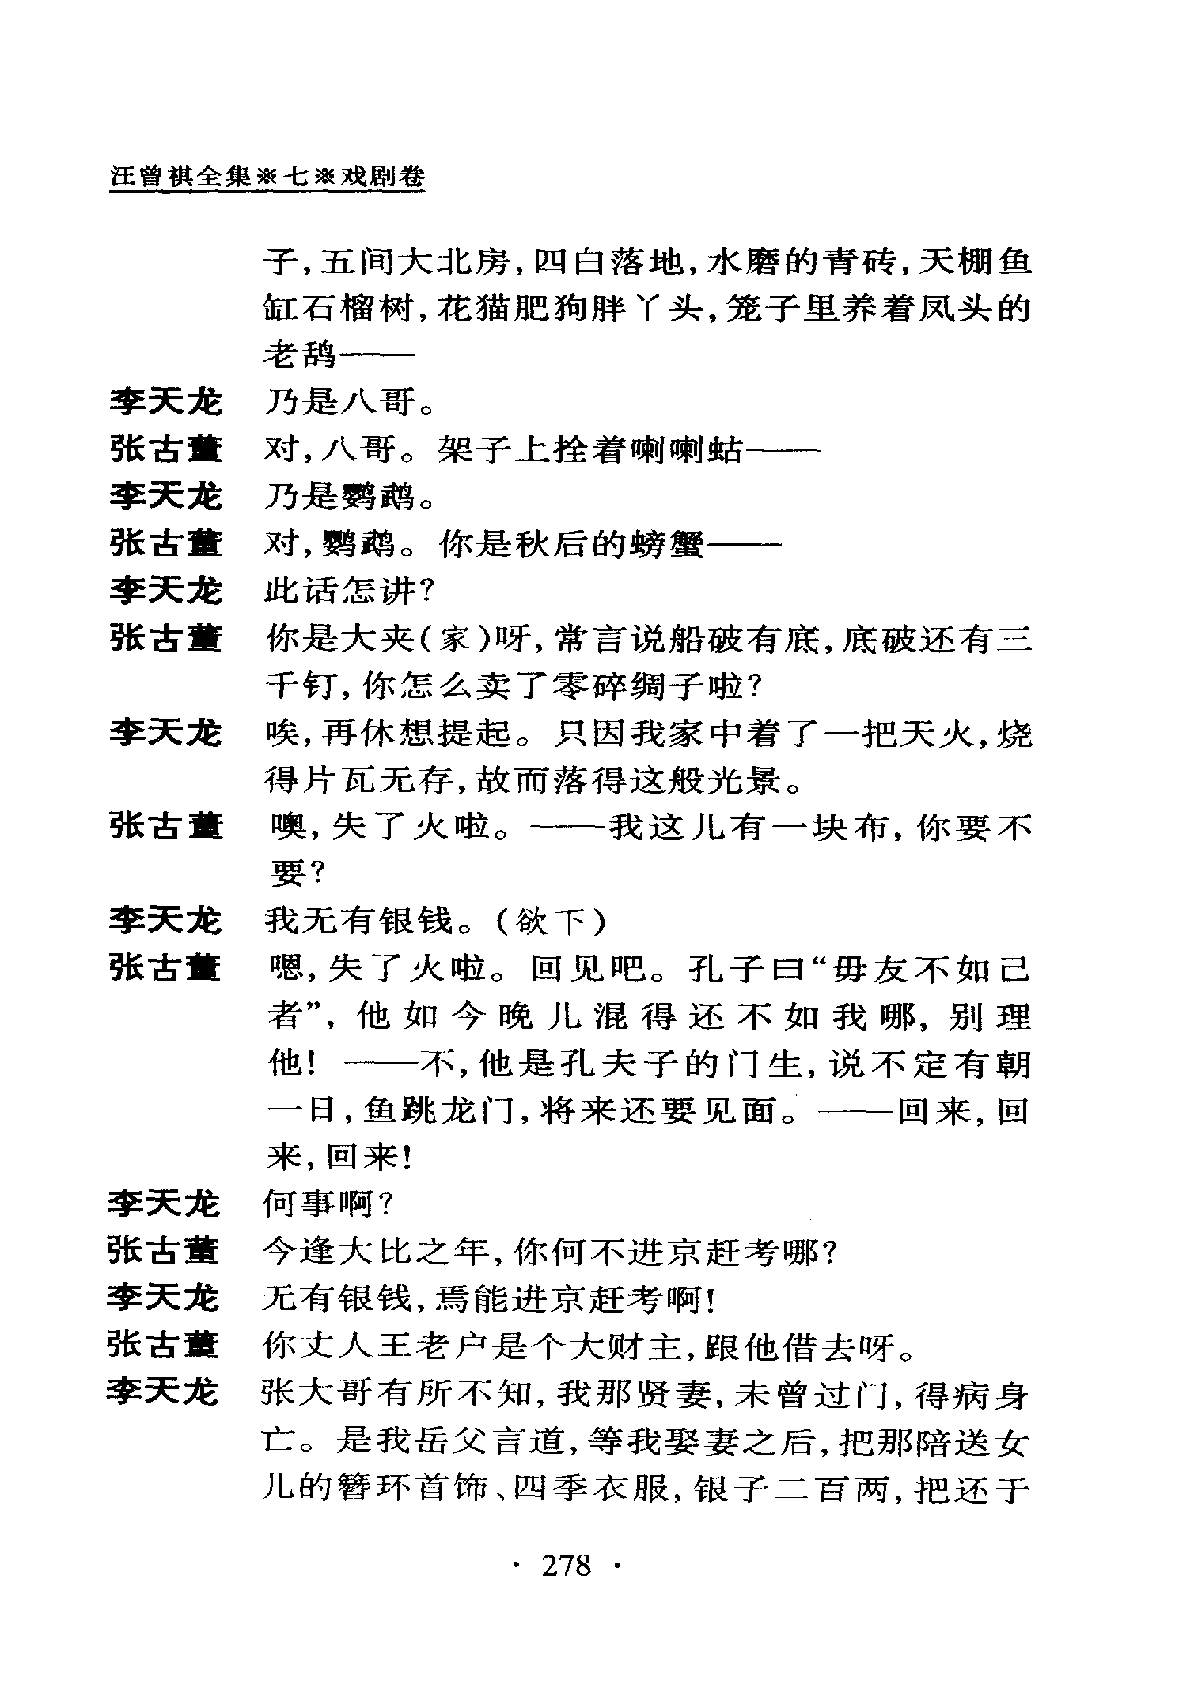 汪曾祺全集※七※戏剧卷
子,五间大北房,四白落地,水磨的青砖,天棚鱼
缸石榴树,花猫肥狗胖丫头,笼子里养着凤头的
老鸹——
李天龙 乃是八哥。
张古董 对,八哥。架子上拴着喇喇蛄——
李天龙 乃是鹦鹉。
张古董 对,鹦鹉。你是秋后的螃蟹——
李天龙 此话怎讲?
张古董 你是大夹(家)呀,常言说船破有底,底破还有三
千钉,你怎么卖了零碎绸子啦?
李天龙 唉,再休想提起。只因我家中着了一把天火,烧
得片瓦无存,故而落得这般光景。
张古董 噢,失了火啦。——我这儿有一块布,你要不
要?
李天龙 我无有银钱。(欲下)
张古董 嗯,失了火啦。回见吧。孔子曰“毋友不如己
者”,他如今晚儿混得还不如我哪,别理
他!——不,他是孔夫子的门生,说不定有朝
一日,鱼跳龙门,将来还要见面。——回来,回
来,回来!
李天龙 何事啊?
张古董 今逢大比之年,你何不进京赶考哪?
李天龙 无有银钱,焉能进京赶考啊!
张古董 你丈人王老户是个大财主,跟他借去呀。
李天龙 张大哥有所不知,我那贤妻,未曾过门,得病身
亡。是我岳父言道,等我娶妻之后,把那陪送女
儿的簪环首饰、四季衣服,银子二百两,把还于
· 278 ·